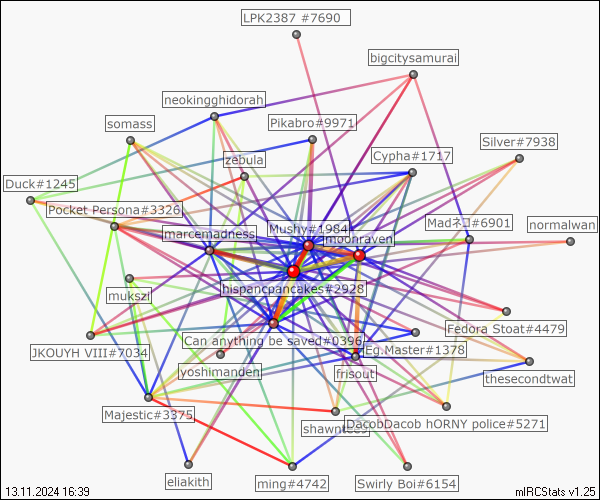 LPK2387 #7690
bigcitysamurai
neokingghidorah
Pikabro#9971
somass
Silver#7938
zebula
Cypha#1717
Duck#1245
Pocket Persona#3326
Mushy#1984
Madネコ#6901
normalwan
marcemadness
moonraven
hispancpancakes#2928
mukszi
Fedora Stoat#4479
Can anything be saved#0396
Eg.Master#1378
JKOUYH VIII#7034
yoshimanden
frisout
thesecondtwat
Majestic#3375
shawnteo9
DacobDacob hORNY police#5271
eliakith
ming#4742
Swirly Boi#6154
13.11.2024 16:39
mIRCStats v1.25